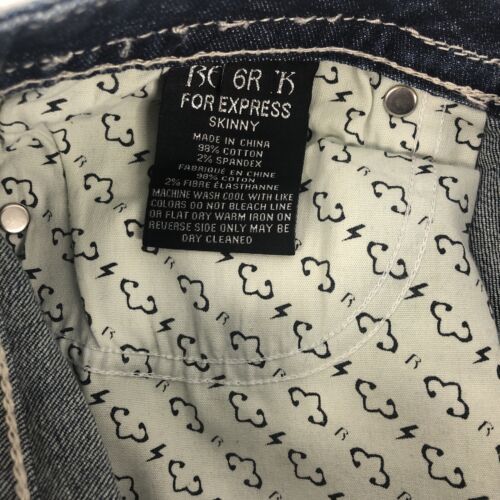 FOR EXPRESS
SKINNY
MADE IN CHINA
98% COTTON
2% SPANDEX
FABRIQUE EN CHINE
98% COTON
2% FIBRE ÉLASTHANNE
MACHINE WASH COOL WITH LIKE
COLORS DO NOT BLEACH LINE
OR FLAT DRY WARM IRON ON
REVERSE SIDE ONLY MAY BE
DRY CLEANED